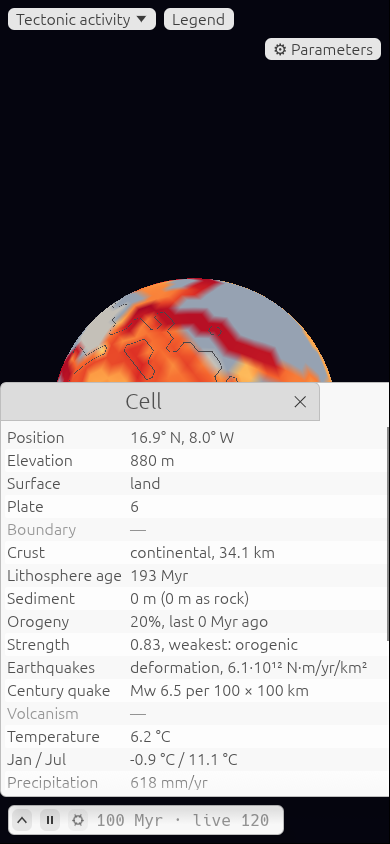 Tectonic activity ▼ Legend
⚙ Parameters
Cell ×
Position 16.9° N, 8.0° W
Elevation 880 m
Surface land
Plate 6
Boundary —
Crust continental, 34.1 km
Lithosphere age 193 Myr
Sediment 0 m (0 m as rock)
Orogeny 20%, last 0 Myr ago
Strength 0.83, weakest: orogenic
Earthquakes deformation, 6.1·10¹² N·m/yr/km²
Century quake Mw 6.5 per 100 × 100 km
Volcanism —
Temperature 6.2 °C
Jan / Jul -0.9 °C / 11.1 °C
Precipitation 618 mm/yr
100 Myr · live 120